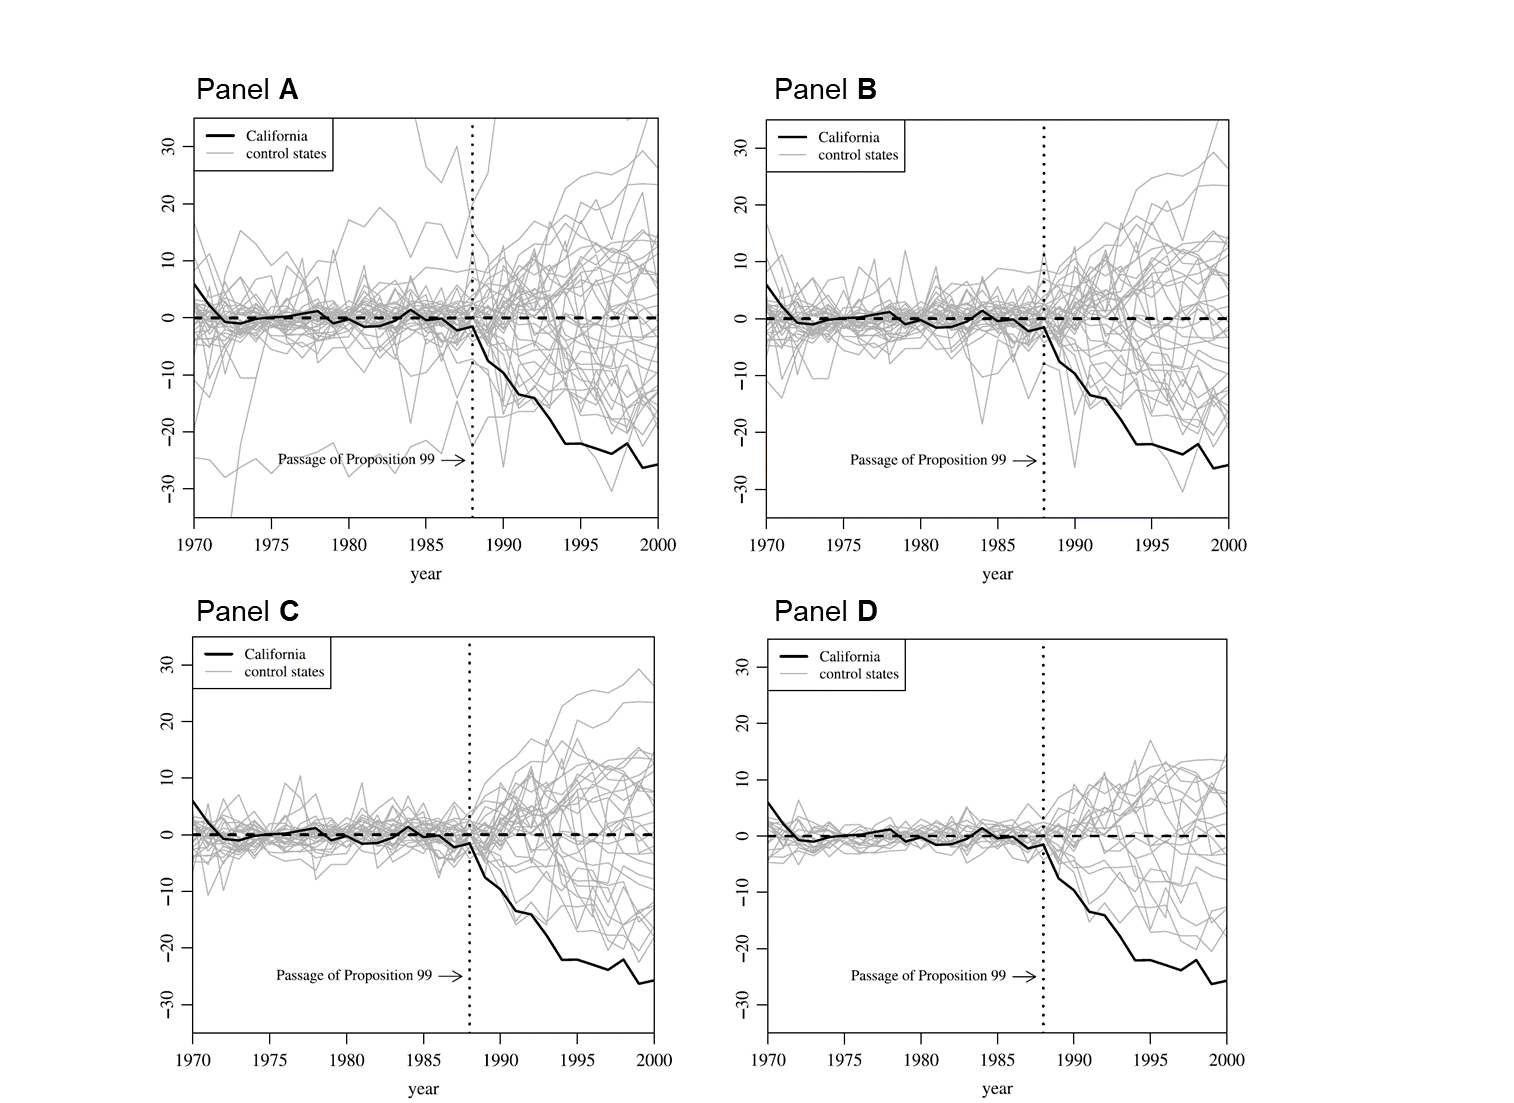 Panel A
Panel B
California
control states
30
20
10
0
−10
−20
−30
Passage of Proposition 99
1970 1975 1980 1985 1990 1995 2000
year
California
control states
30
20
10
0
−10
−20
−30
Passage of Proposition 99
1970 1975 1980 1985 1990 1995 2000
year
Panel C
Panel D
California
control states
30
20
10
0
−10
−20
−30
Passage of Proposition 99
1970 1975 1980 1985 1990 1995 2000
year
California
control states
30
20
10
0
−10
−20
−30
Passage of Proposition 99
1970 1975 1980 1985 1990 1995 2000
year